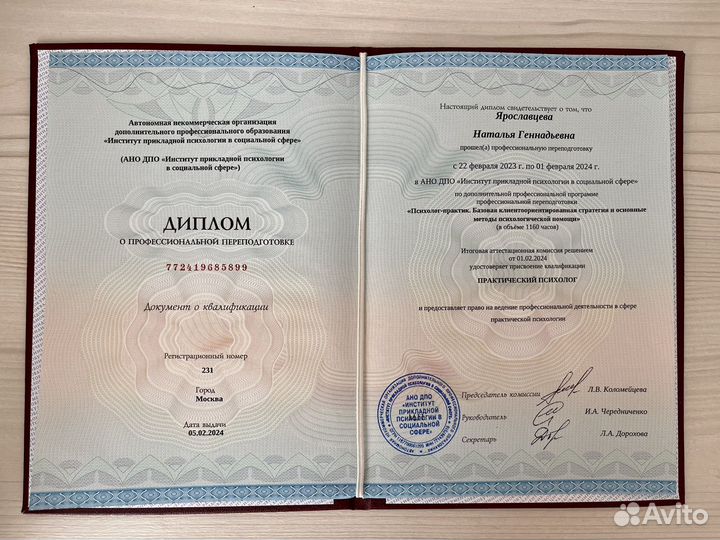 Автономная некоммерческая организация
дополнительного профессионального образования
«Институт прикладной психологии в социальной сфере»
(АНО ДПО «Институт прикладной психологии
в социальной сфере»)
ДИПЛОМ
О ПРОФЕССИОНАЛЬНОЙ ПЕРЕПОДГОТОВКЕ
772419685899
Документ о квалификации
Регистрационный номер
231
Город
Москва
Дата выдачи
05.02.2024
Настоящий диплом свидетельствует о том, что
Ярославцева
Наталья Геннадьевна
прошел(а) профессиональную переподготовку
с 22 февраля 2023 г. по 01 февраля 2024 г.
в АНО ДПО «Институт прикладной психологии в социальной сфере»
по дополнительной профессиональной программе
профессиональной переподготовки
«Психолог-практик. Базовая клиентоориентированная стратегия и основные
методы психологической помощи»
(в объёме 1160 часов)
Итоговая аттестационная комиссия решением
от 01.02.2024
удостоверяет присвоение квалификации
ПРАКТИЧЕСКИЙ ПСИХОЛОГ
и предоставляет право на ведение профессиональной деятельности в сфере
практической психологии
Председатель комиссии Л.В. Коломейцева
Руководитель И.А. Чередниченко
Секретарь Л.А. Дорохова
АНО ДПО
«ИНСТИТУТ
ПРИКЛАДНОЙ
ПСИХОЛОГИИ В
СОЦИАЛЬНОЙ
СФЕРЕ»
Avito